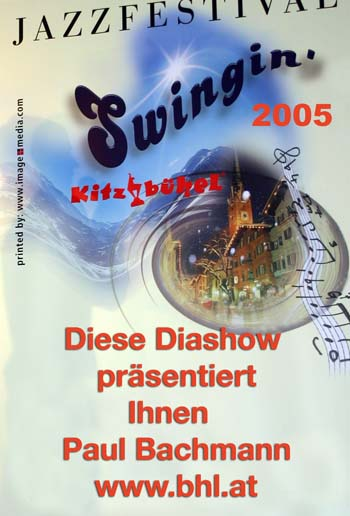 JAZZFESTIVAL
Swingin'
2005
Kitzbühel
printed by: www.image-media.com
Diese Diashow
präsentiert
Ihnen
Paul Bachmann
www.bhl.at